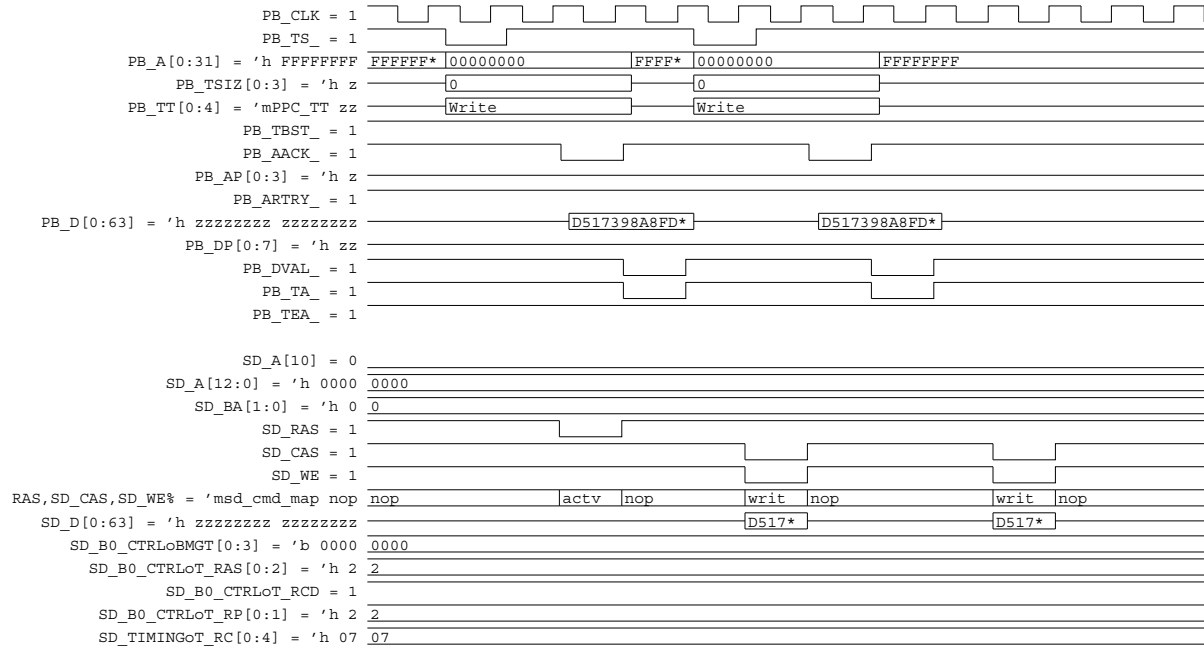 PB_CLK = 1
PB_TS_ = 1
PB_A[0:31] = 'h FFFFFFFF FFFFFF* 00000000 FFFF* 00000000 FFFFFFFF
PB_TSIZ[0:3] = 'h z 0 0
PB_TT[0:4] = 'mPPC_TT zz Write Write
PB_TBST_ = 1
PB_AACK_ = 1
PB_AP[0:3] = 'h z
PB_ARTRY_ = 1
PB_D[0:63] = 'h zzzzzzzz zzzzzzzz D517398A8FD* D517398A8FD*
PB_DP[0:7] = 'h zz
PB_DVAL_ = 1
PB_TA_ = 1
PB_TEA_ = 1
SD_A[10] = 0
SD_A[12:0] = 'h 0000 0000
SD_BA[1:0] = 'h 0 0
SD_RAS = 1
SD_CAS = 1
SD_WE = 1
RAS,SD_CAS,SD_WE% = 'msd_cmd_map nop nop actv nop writ nop writ nop
SD_D[0:63] = 'h zzzzzzzz zzzzzzzz D517* D517*
SD_B0_CTRLoBMGT[0:3] = 'b 0000 0000
SD_B0_CTRLoT_RAS[0:2] = 'h 2 2
SD_B0_CTRLoT_RCD = 1
SD_B0_CTRLoT_RP[0:1] = 'h 2 2
SD_TIMINGoT_RC[0:4] = 'h 07 07